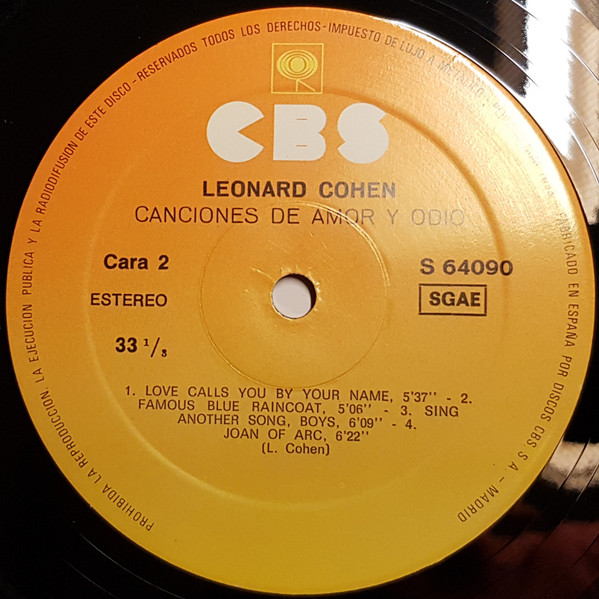 PROHIBIDA LA REPRODUCCION, LA EJECUCION PUBLICA Y LA RADIODIFUSION DE ESTE DISCO - RESERVADOS TODOS LOS DERECHOS - IMPUESTO DE LUJO A METALICO
FABRICADO EN ESPAÑA POR DISCOS CBS S A - MADRID
CBS
LEONARD COHEN
CANCIONES DE AMOR Y ODIO
Cara 2
S 64090
ESTEREO
SGAE
33 1/3
1. LOVE CALLS YOU BY YOUR NAME, 5'37'' - 2.
FAMOUS BLUE RAINCOAT, 5'06'' - 3. SING
ANOTHER SONG, BOYS, 6'09'' - 4.
JOAN OF ARC, 6'22''
(L. Cohen)